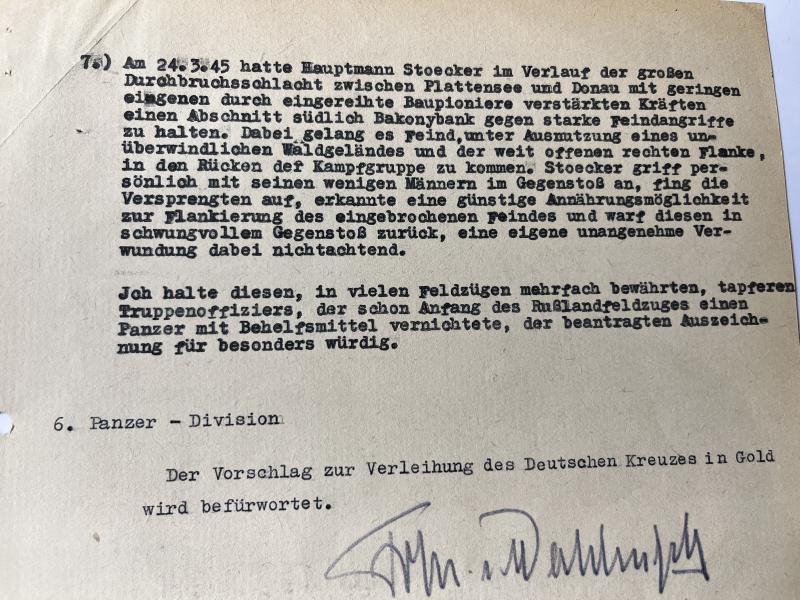 7.) Am 24.3.45 hatte Hauptmann Stoecker im Verlauf der großen
Durchbruchsschlacht zwischen Plattensee und Donau mit geringen
eigenen durch eingereihte Baupioniere verstärkten Kräften
einen Abschnitt südlich Bakonybank gegen starke Feindangriffe
zu halten. Dabei gelang es Feind,unter Ausnutzung eines un-
überwindlichen Waldgeländes und der weit offenen rechten Flanke,
in den Rücken def Kampfgruppe zu kommen. Stoecker griff per-
sönlich mit seinen wenigen Männern im Gegenstoß an, fing die
Versprengten auf, erkannte eine günstige Annährungsmöglichkeit
zur Flankierung des eingebrochenen Feindes und warf diesen in
schwungvollem Gegenstoß zurück, eine eigene unangenehme Ver-
wundung dabei nichtachtend.
Jch halte diesen, in vielen Feldzügen mehrfach bewährten, tapferen
Truppenoffiziers, der schon Anfang des Rußlandfeldzuges einen
Panzer mit Behelfsmittel vernichtete, der beantragten Auszeich-
nung für besonders würdig.
6. Panzer - Division
Der Vorschlag zur Verleihung des Deutschen Kreuzes in Gold
wird befürwortet.